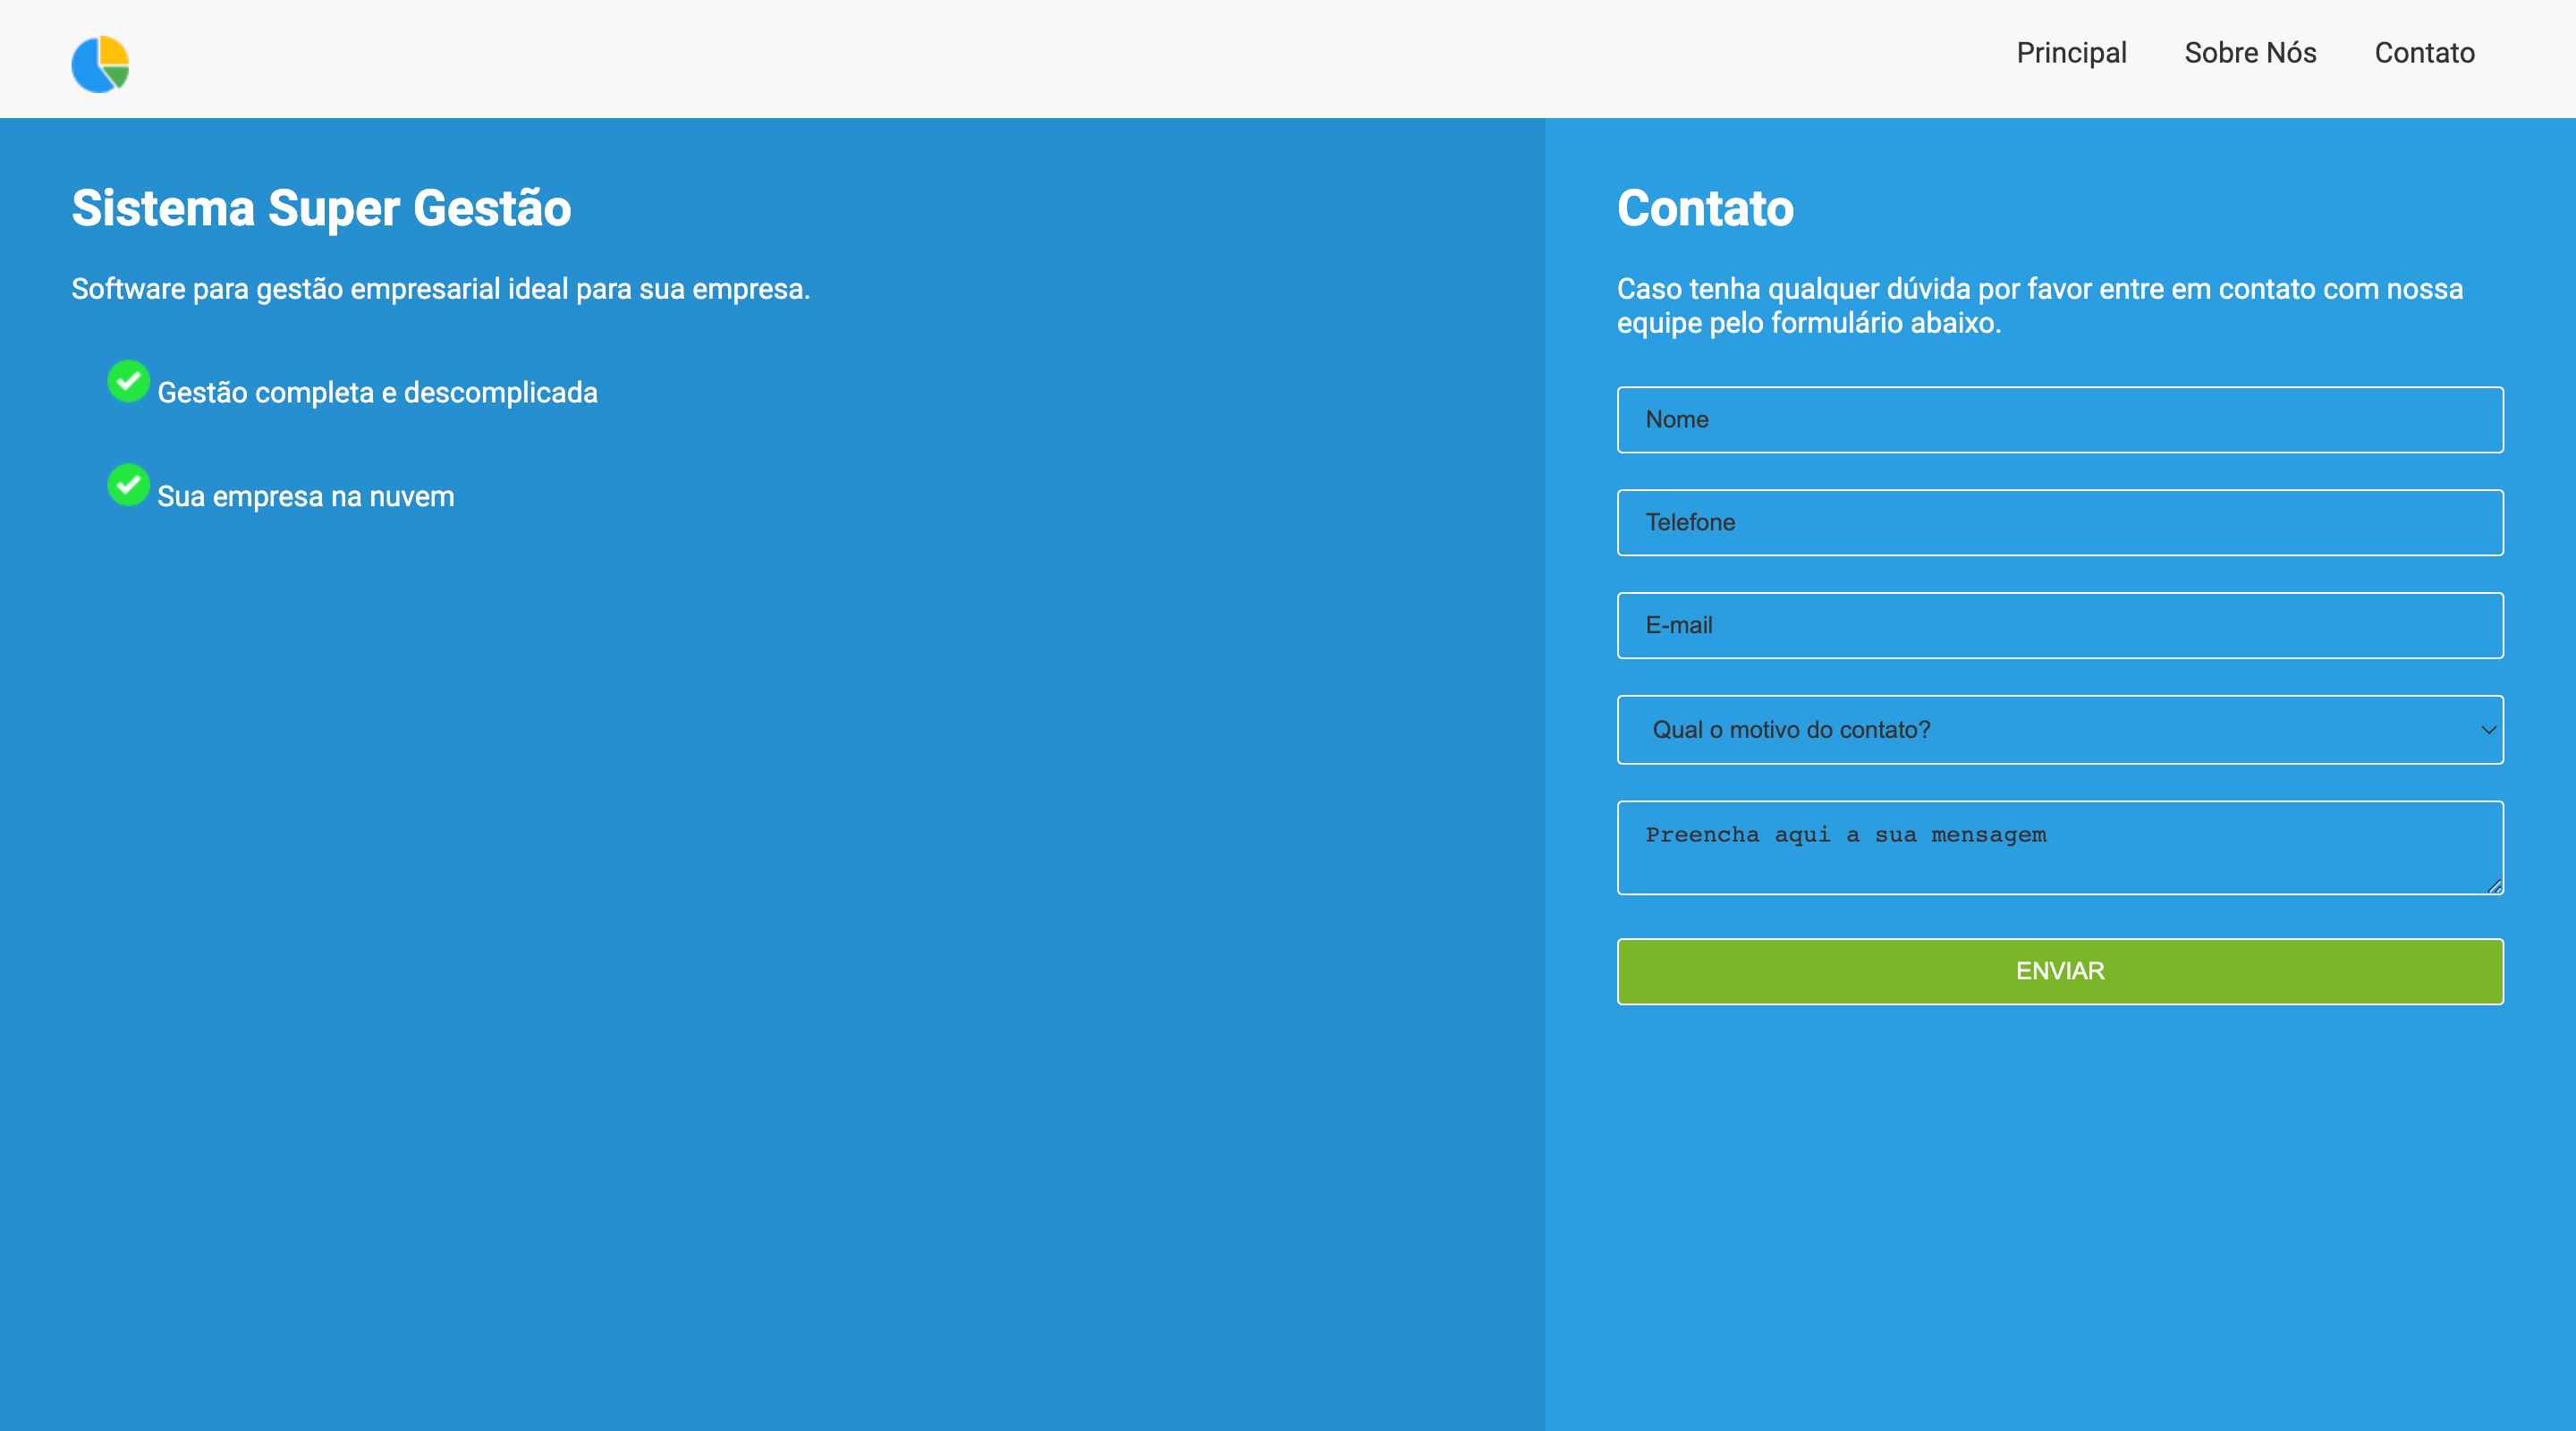 Principal
Sobre Nós
Contato
Sistema Super Gestão
Software para gestão empresarial ideal para sua empresa.
Gestão completa e descomplicada
Sua empresa na nuvem
Contato
Caso tenha qualquer dúvida por favor entre em contato com nossa
equipe pelo formulário abaixo.
Nome
Telefone
E-mail
Qual o motivo do contato?
Preencha aqui a sua mensagem
ENVIAR